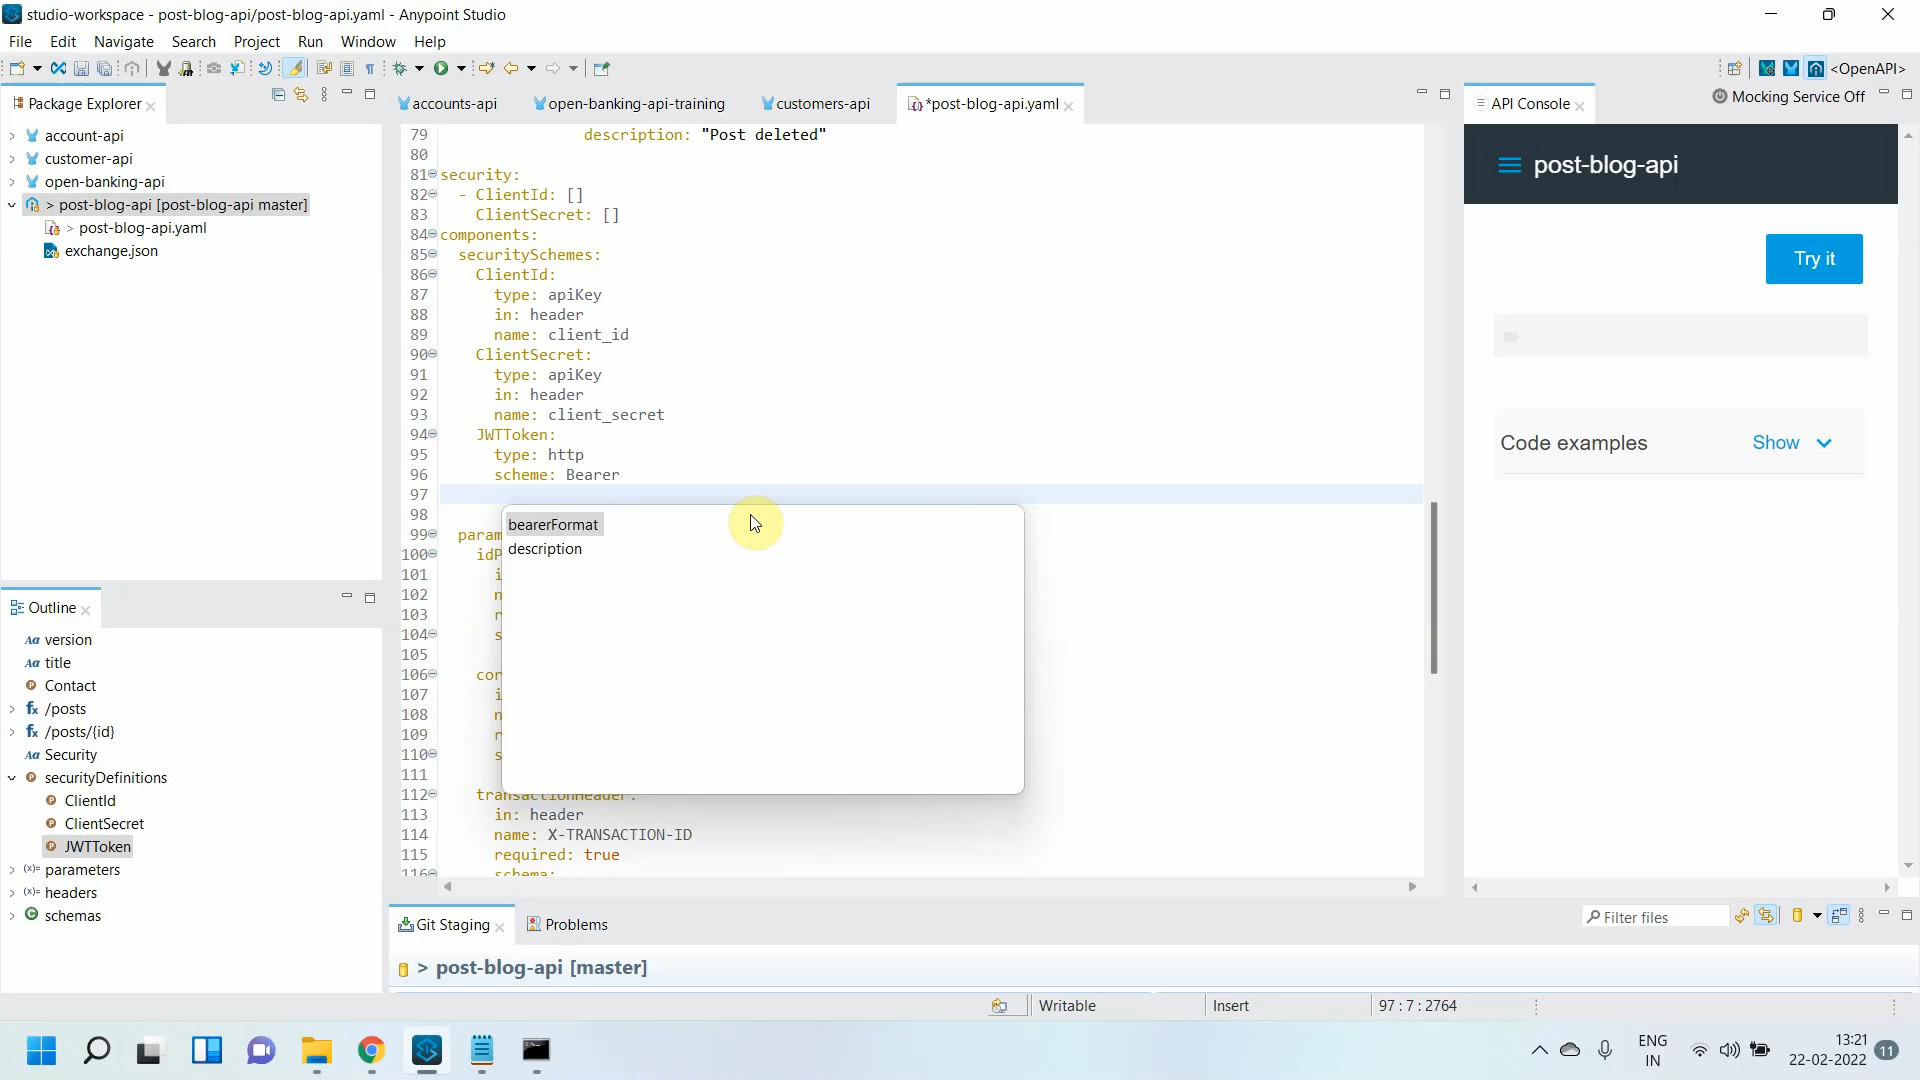 studio-workspace - post-blog-api/post-blog-api.yaml - Anypoint Studio
File Edit Navigate Search Project Run Window Help
<OpenAPI>
Package Explorer
accounts-api
open-banking-api-training
customers-api
*post-blog-api.yaml
API Console
Mocking Service Off
account-api
customer-api
open-banking-api
> post-blog-api [post-blog-api master]
> post-blog-api.yaml
exchange.json
79 description: "Post deleted"
80
81 security:
82 - ClientId: []
83 ClientSecret: []
84 components:
85 securitySchemes:
86 ClientId:
87 type: apiKey
88 in: header
89 name: client_id
90 ClientSecret:
91 type: apiKey
92 in: header
93 name: client_secret
94 JWTToken:
95 type: http
96 scheme: Bearer
97
98
99 param
100
101
102
103
104
105
106
107
108
109
110
111
112 transactionHeader:
113 in: header
114 name: X-TRANSACTION-ID
115 required: true
116 schema:
bearerFormat
description
post-blog-api
Try it
Code examples
Show
Outline
version
title
Contact
/posts
/posts/{id}
Security
securityDefinitions
ClientId
ClientSecret
JWTToken
parameters
headers
schemas
Git Staging
Problems
Filter files
> post-blog-api [master]
Writable
Insert
97 : 7 : 2764
ENG
IN
13:21
22-02-2022
11